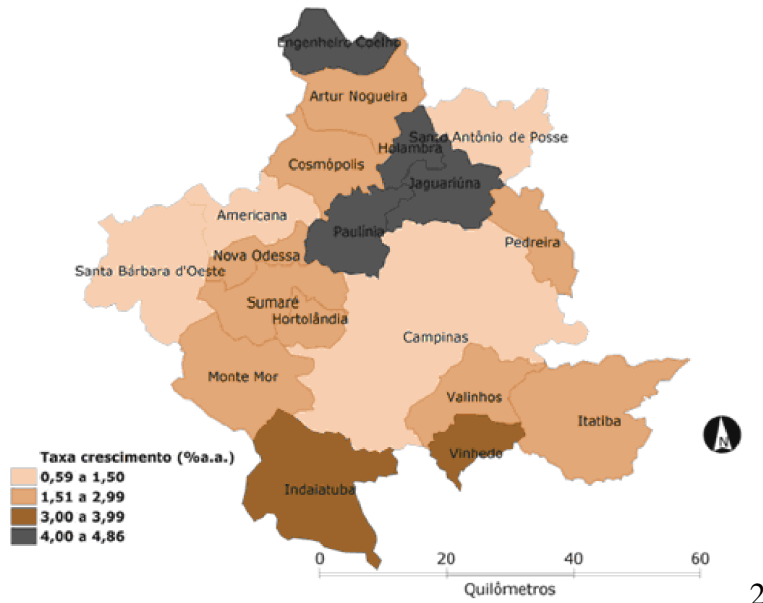 Engenheiro Coelho
Artur Nogueira
Santo Antônio de Posse
Holambra
Cosmópolis
Jaguariúna
Americana
Paulínia
Pedreira
Nova Odessa
Santa Bárbara d'Oeste
Sumaré
Hortolândia
Campinas
Monte Mor
Valinhos
Itatiba
Vinhedo
Indaiatuba
N
Taxa crescimento (%a.a.)
0,59 a 1,50
1,51 a 2,99
3,00 a 3,99
4,00 a 4,86
0 20 40 60
Quilômetros
2